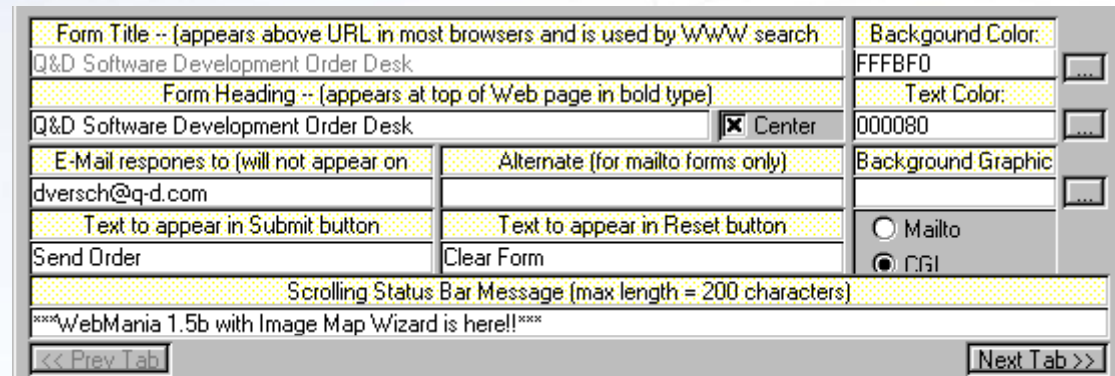 Form Title -- (appears above URL in most browsers and is used by WWW search
Backgound Color:
Q&D Software Development Order Desk
FFFBF0
...
Form Heading -- (appears at top of Web page in bold type)
Text Color:
Q&D Software Development Order Desk
Center
000080
...
E-Mail respones to (will not appear on
Alternate (for mailto forms only)
Background Graphic
dversch@q-d.com
...
Text to appear in Submit button
Text to appear in Reset button
Mailto
Send Order
Clear Form
CGI
Scrolling Status Bar Message (max length = 200 characters)
***WebMania 1.5b with Image Map Wizard is here!!***
<< Prev Tab
Next Tab >>